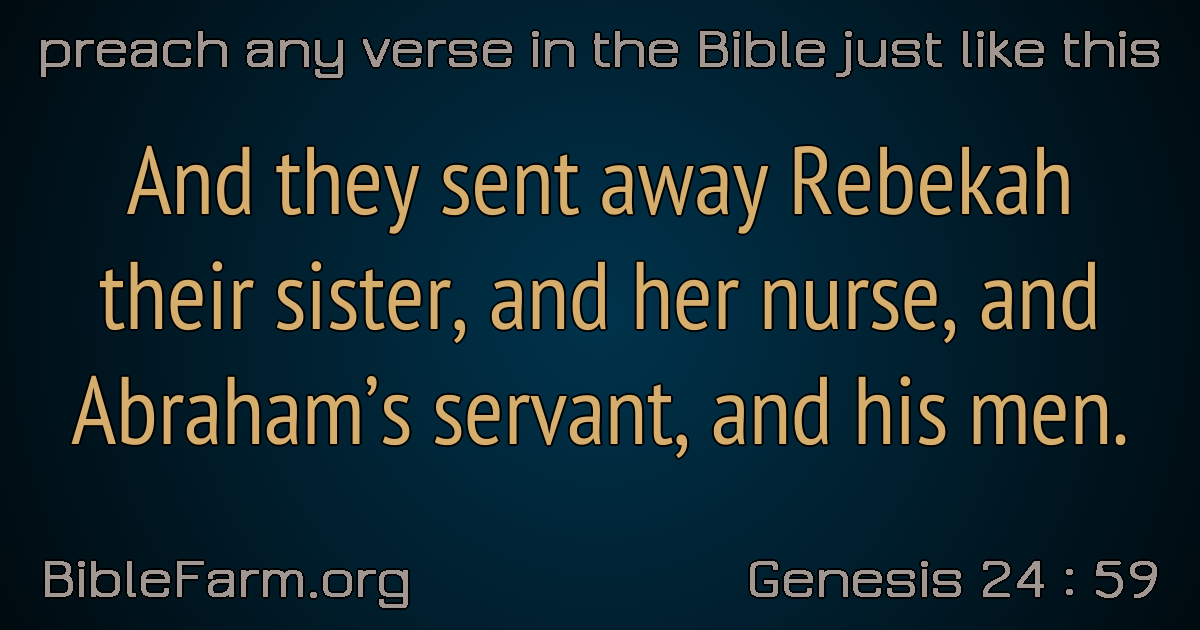 preach any verse in the Bible just like this
And they sent away Rebekah
their sister, and her nurse, and
Abraham’s servant, and his men.
BibleFarm.org
Genesis 24 : 59